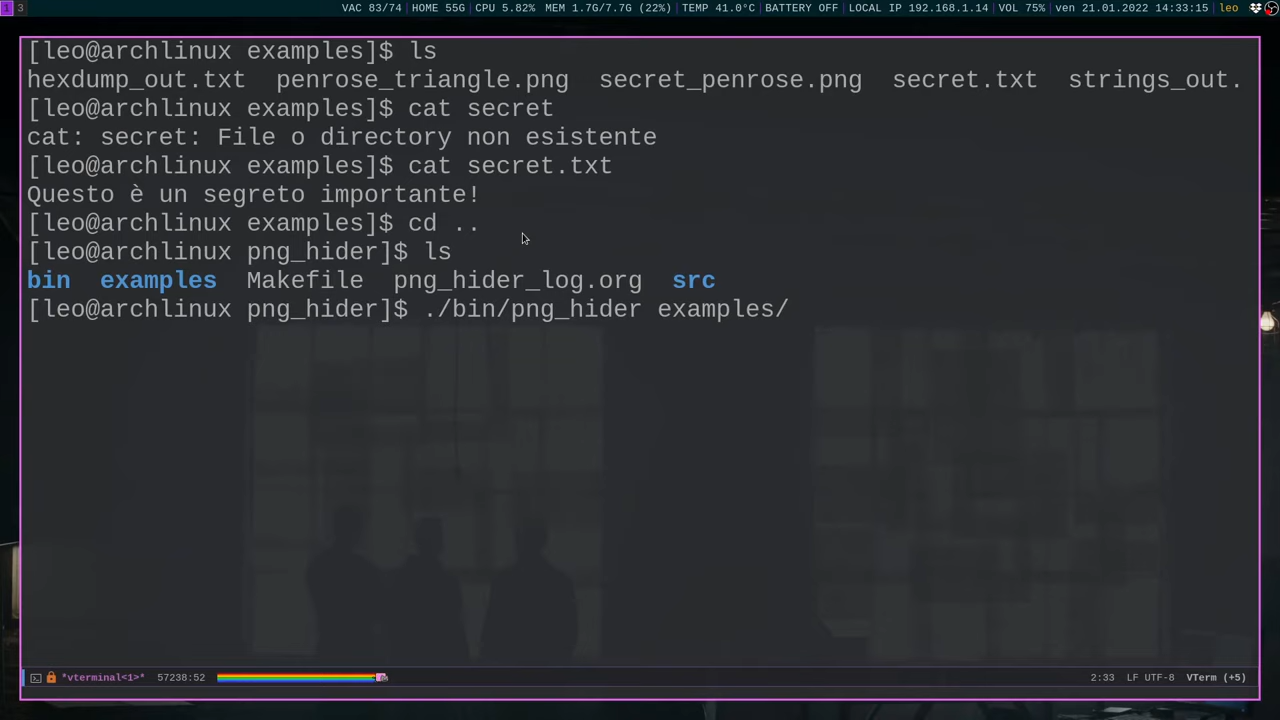 1 3 VAC 83/74 | HOME 55G | CPU 5.82% | MEM 1.7G/7.7G (22%) | TEMP 41.0°C | BATTERY OFF | LOCAL IP 192.168.1.14 | VOL 75% | ven 21.01.2022 14:33:15 | leo
[leo@archlinux examples]$ ls
hexdump_out.txt  penrose_triangle.png  secret_penrose.png  secret.txt  strings_out.
[leo@archlinux examples]$ cat secret
cat: secret: File o directory non esistente
[leo@archlinux examples]$ cat secret.txt
Questo è un segreto importante!
[leo@archlinux examples]$ cd ..
[leo@archlinux png_hider]$ ls
bin  examples  Makefile  png_hider_log.org  src
[leo@archlinux png_hider]$ ./bin/png_hider examples/
*vterminal<1>* 57238:52 2:33 LF UTF-8 VTerm (+5)